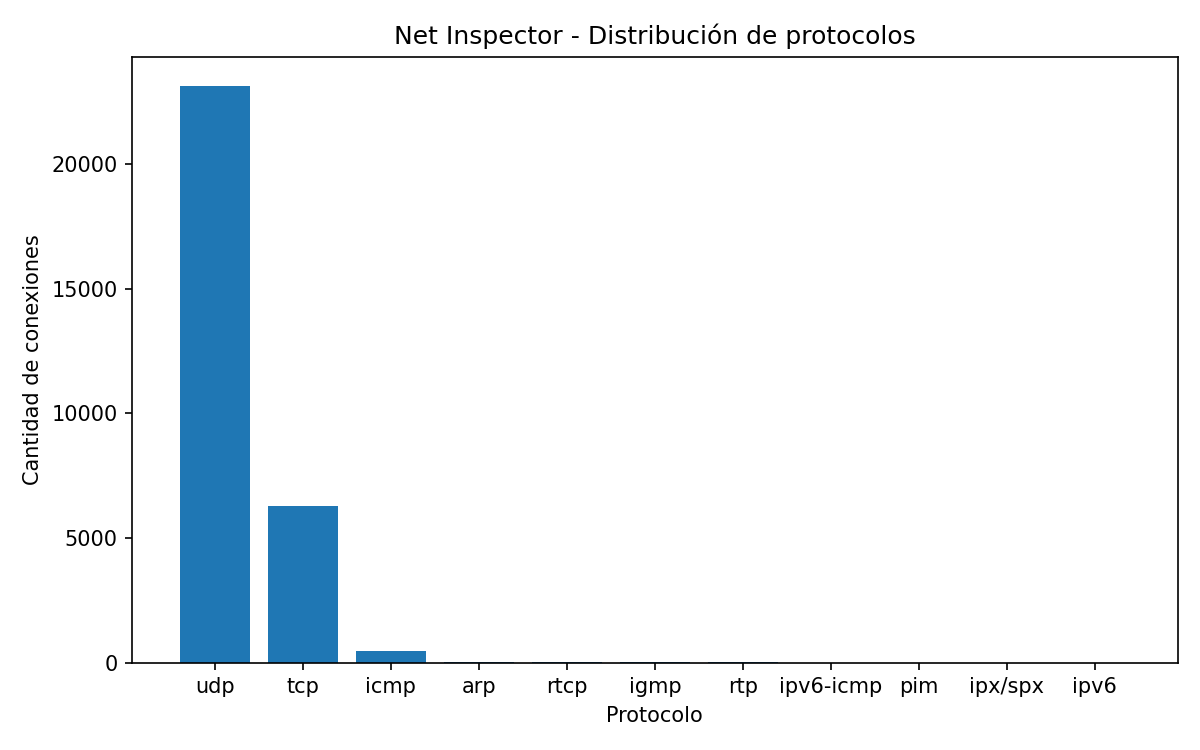 Net Inspector - Distribución de protocolos
Cantidad de conexiones
20000
15000
10000
5000
0
udp tcp icmp arp rtcp igmp rtp ipv6-icmp pim ipx/spx ipv6
Protocolo